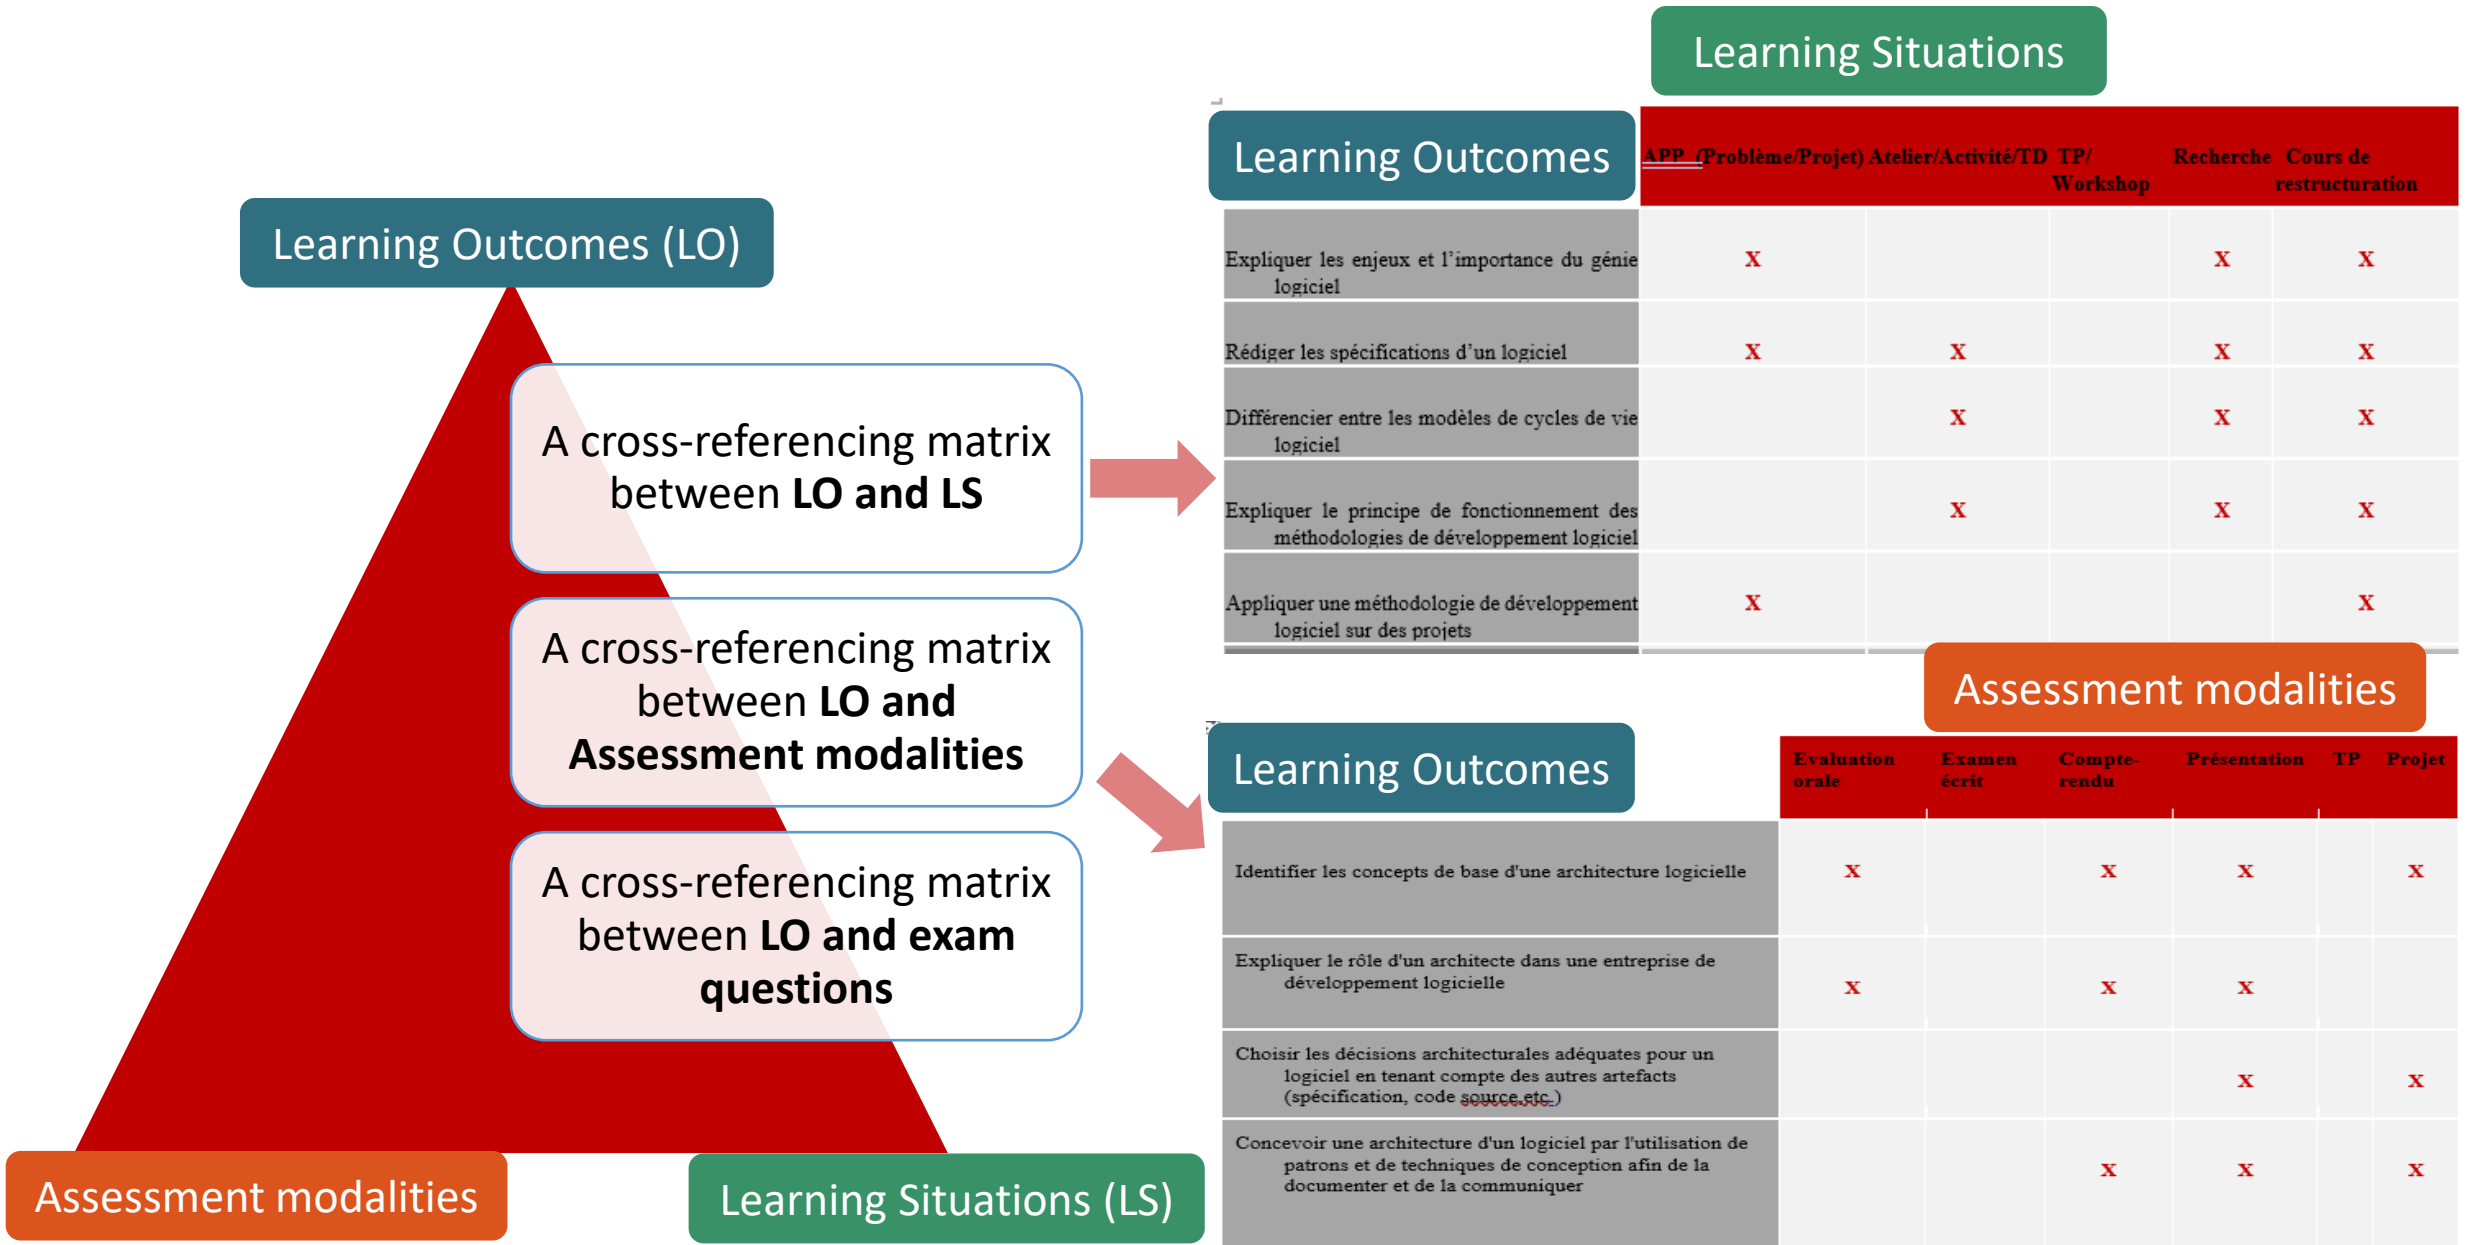 Learning Outcomes (LO)
A cross-referencing matrix
between LO and LS
A cross-referencing matrix
between LO and
Assessment modalities
A cross-referencing matrix
between LO and exam
questions
Assessment modalities
Learning Situations (LS)
Learning Situations
Learning Outcomes
APP (Problème/Projet) Atelier/Activité/TD TP/ Recherche Cours de
Workshop restructuration
Expliquer les enjeux et l’importance du génie X X X
logiciel
Rédiger les spécifications d’un logiciel X X X X
Différencier entre les modèles de cycles de vie X X X
logiciel
Expliquer le principe de fonctionnement des X X X
méthodologies de développement logiciel
Appliquer une méthodologie de développement X X
logiciel sur des projets
Assessment modalities
Learning Outcomes
Evaluation Examen Compte- Présentation TP Projet
orale écrit rendu
Identifier les concepts de base d'une architecture logicielle X X X X
Expliquer le rôle d'un architecte dans une entreprise de
développement logicielle X X X
Choisir les décisions architecturales adéquates pour un
logiciel en tenant compte des autres artefacts X X
(spécification, code source,etc.)
Concevoir une architecture d'un logiciel par l'utilisation de
patrons et de techniques de conception afin de la X X X
documenter et de la communiquer